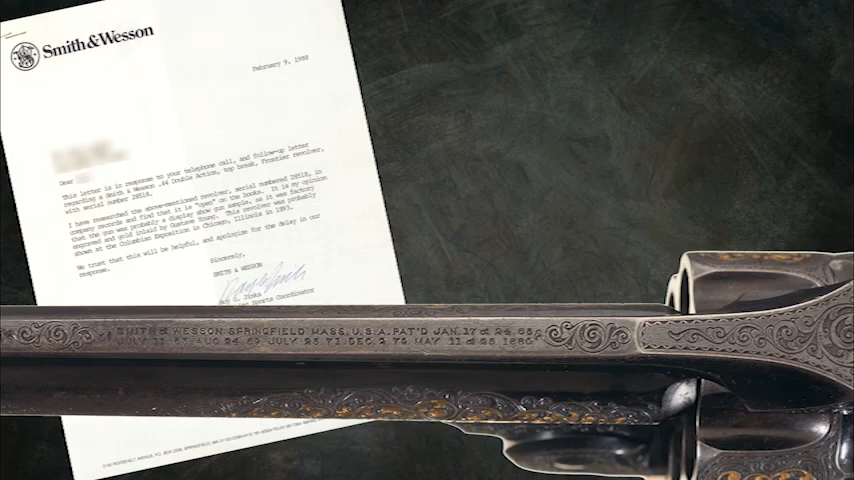 Smith & Wesson
February 9, 1988
Dear
This letter is in response to your telephone call, and follow-up letter
regarding a Smith & Wesson .44 Double Action, top break, Frontier revolver,
with serial number 28518.
I have researched the above-mentioned revolver, serial numbered 28518, in
company records and find that it is "open" on the books. It is my opinion
that the gun was probably a display show gun sample, as it was factory
engraved and gold inlaid by Gustave Young. This revolver was probably
shown at the Columbian Exposition in Chicago, Illinois in 1893.
We trust that this will be helpful, and apologize for the delay in our
response.
Sincerely,
SMITH & WESSON
G. Jinks
Sports Coordinator
SMITH & WESSON SPRINGFIELD MASS. U.S.A. PAT'D JAN. 17 & 24. 65.
JULY 11. 65. AUG 24. 69. JULY 25. 71. DEC. 2. 79. MAY 11 & 25 1880.